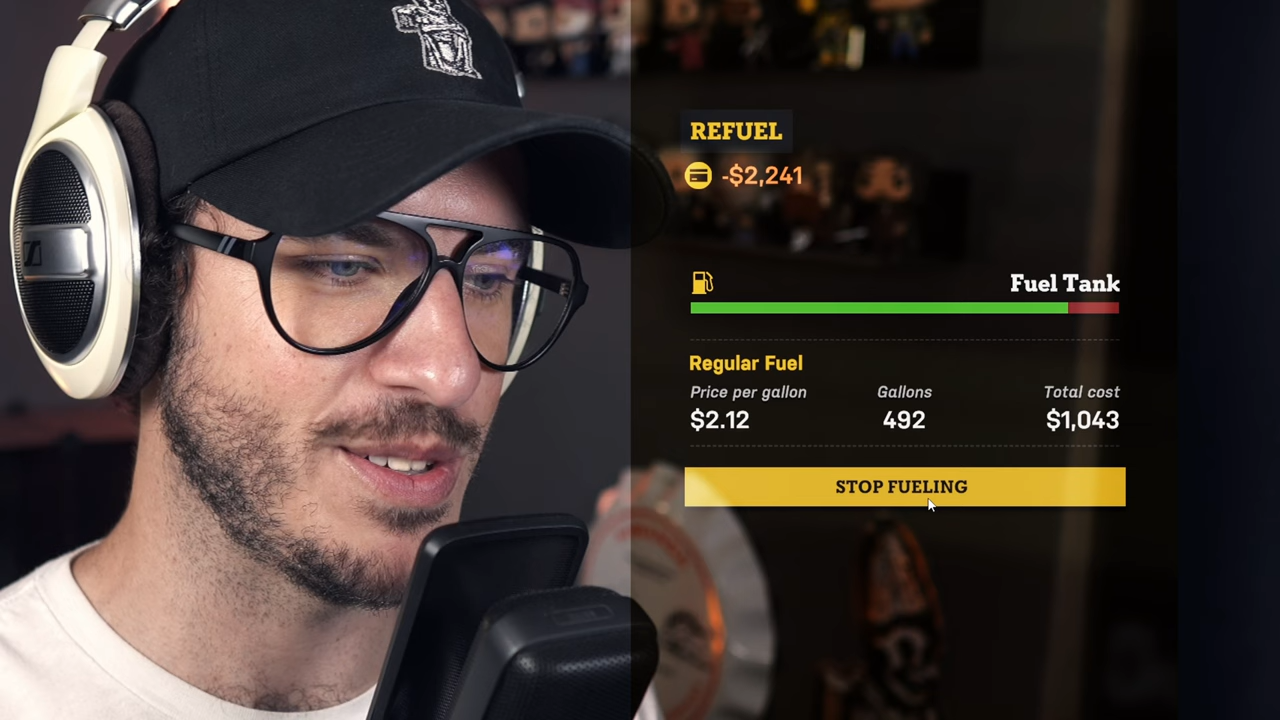 REFUEL
-$2,241
Fuel Tank
Regular Fuel
Price per gallon Gallons Total cost
$2.12 492 $1,043
STOP FUELING